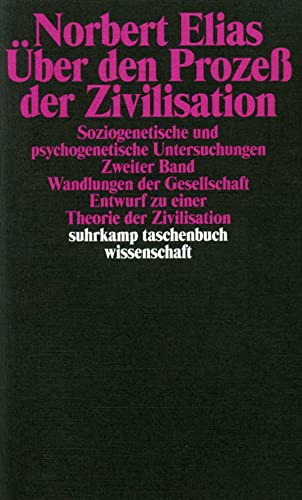 Norbert Elias
Über den Prozeß
der Zivilisation
Soziogenetische und
psychogenetische Untersuchungen
Zweiter Band
Wandlungen der Gesellschaft
Entwurf zu einer
Theorie der Zivilisation
suhrkamp taschenbuch
wissenschaft